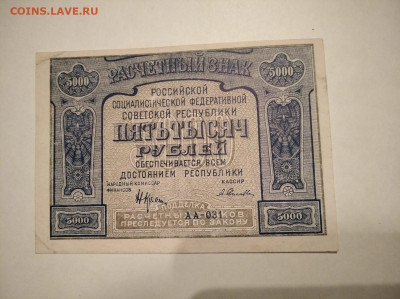 COINS.LAVE.RU
5000 РАСЧЕТНЫЙ ЗНАК 5000
РОССИЙСКОЙ
СОЦИАЛИСТИЧЕСКОЙ ФЕДЕРАТИВНОЙ
СОВЕТСКОЙ РЕСПУБЛИКИ
ПЯТЬ ТЫСЯЧ
РУБЛЕЙ
ОБЕСПЕЧИВАЕТСЯ ВСЕМ
ДОСТОЯНИЕМ РЕСПУБЛИКИ
НАРОДНЫЙ КОМИССАР КАССИР
ФИНАНСОВ
АА-031
ПОДДЕЛКА
5000 РАСЧЕТНЫХ ЗНАКОВ 5000
ПРЕСЛЕДУЕТСЯ ПО ЗАКОНУ